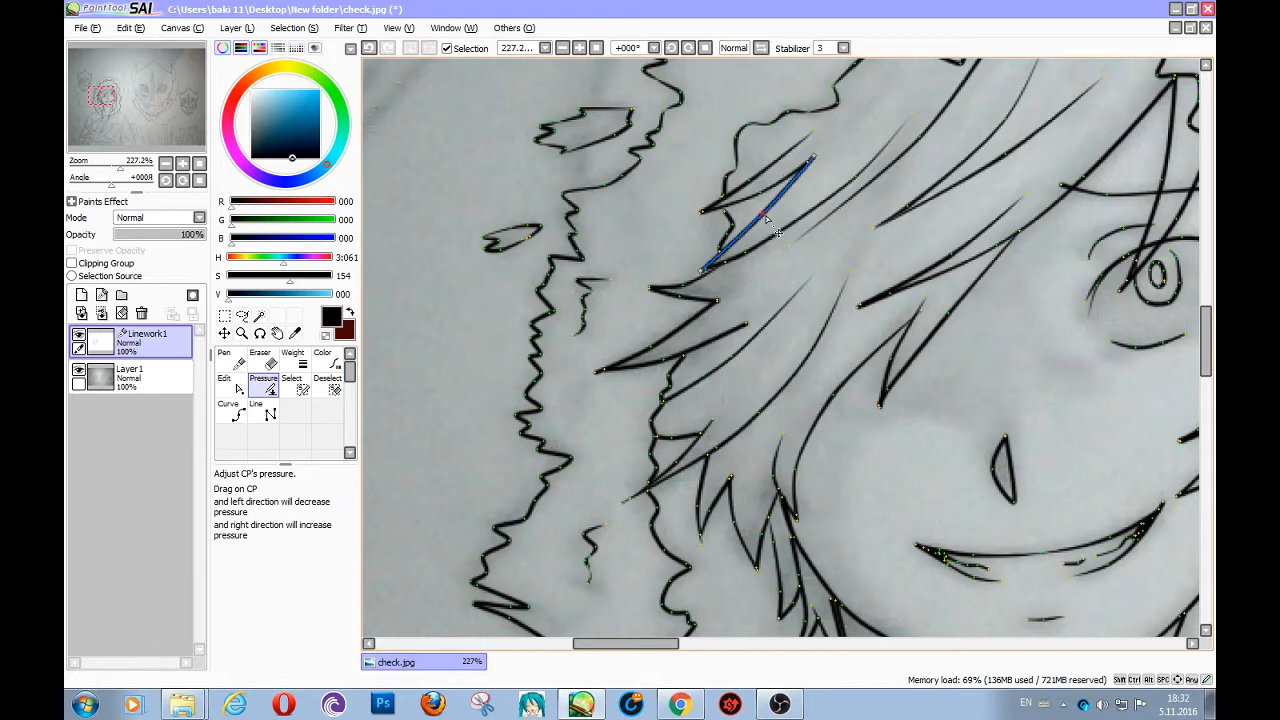 PaintTool SAI C:\Users\baki 11\Desktop\New folder\check.jpg (*)
File (F) Edit (E) Canvas (C) Layer (L) Selection (S) Filter (T) View (V) Window (W) Others (O)
Selection 227.2... +000° Normal Stabilizer 3
Zoom 227.2%
Angle +000Я
Paints Effect
Mode Normal
Opacity 100%
Preserve Opacity
Clipping Group
Selection Source
Linework1
Normal
100%
Layer1
Normal
100%
R 000
G 000
B 000
H 3:061
S 154
V 000
Pen Eraser Weight Color
Edit Pressure Select Deselect
Curve Line
Adjust CP's pressure.
Drag on CP
and left direction will decrease
pressure
and right direction will increase
pressure
check.jpg 227%
Memory load: 69% (136MB used / 721MB reserved)
Ps
EN
18:32
5.11.2016